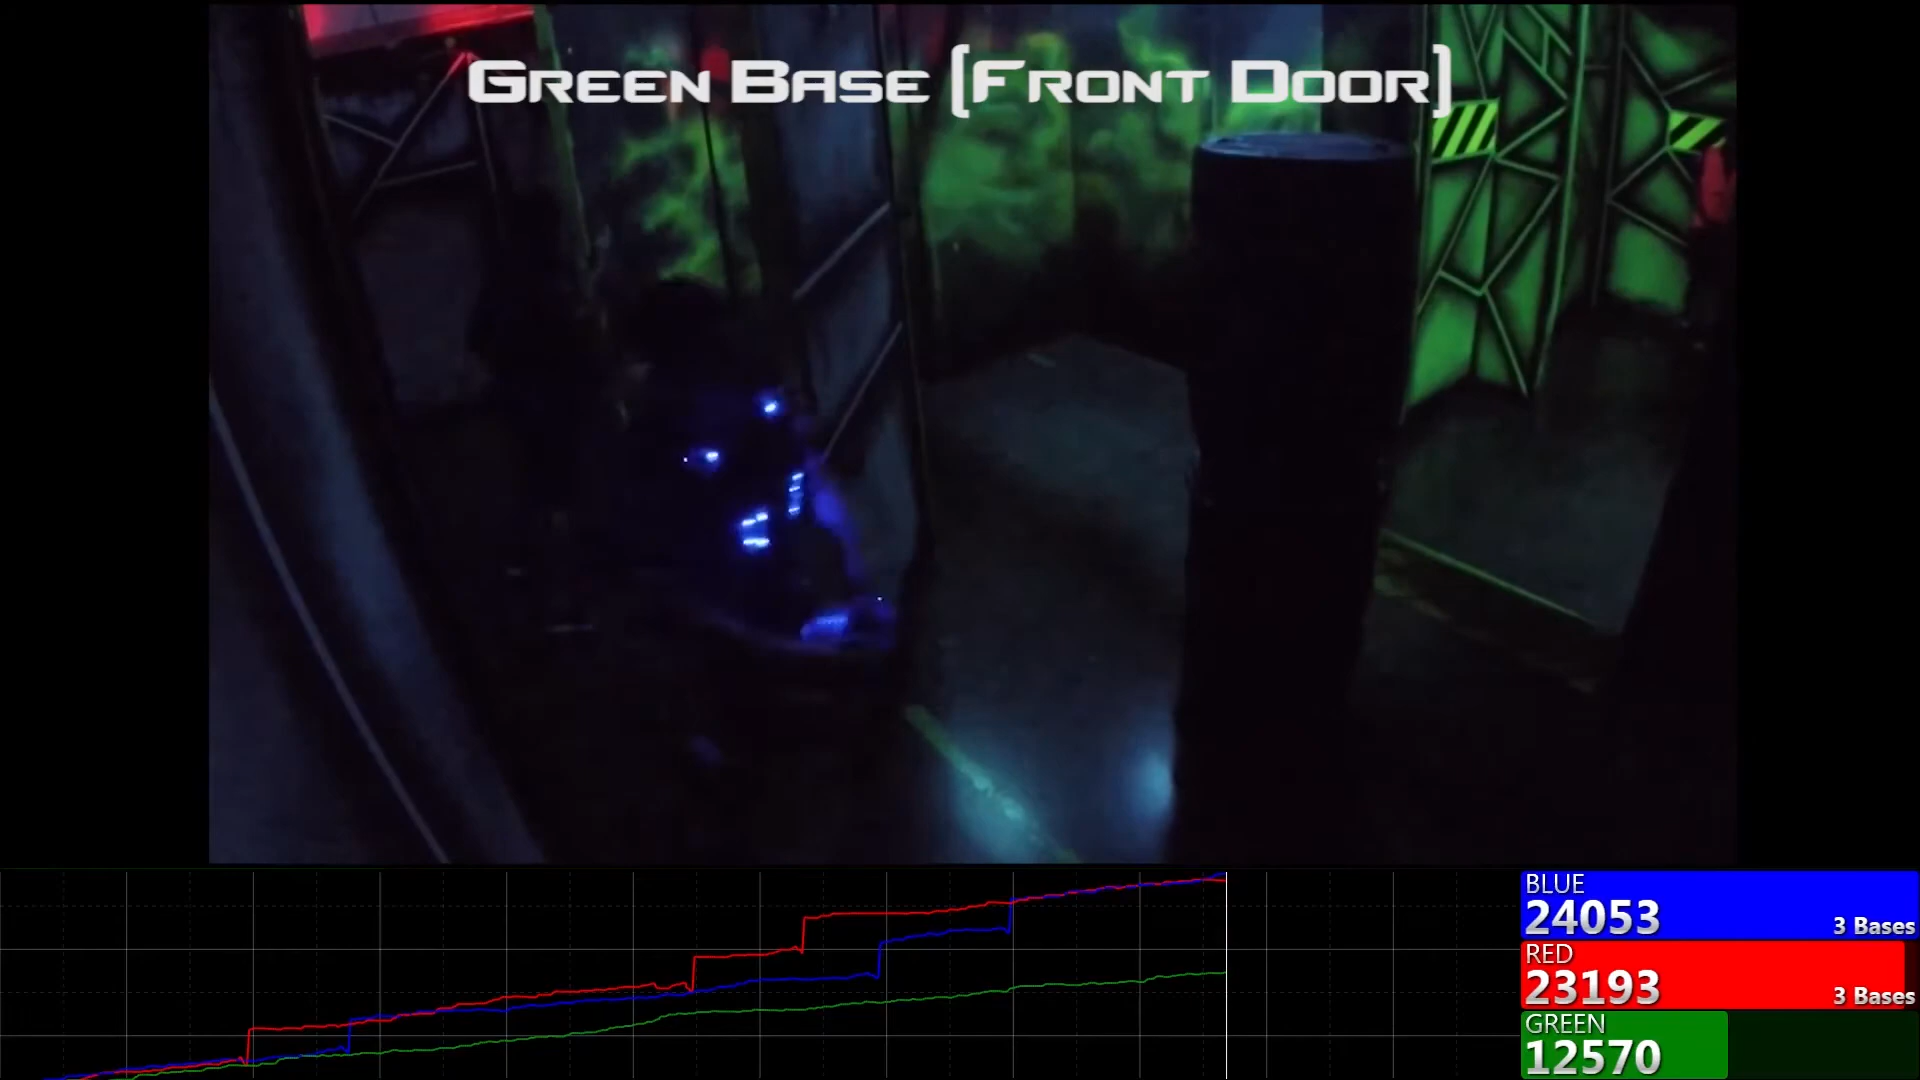 Green Base (Front Door)
BLUE
24053 3 Bases
RED
23193 3 Bases
GREEN
12570